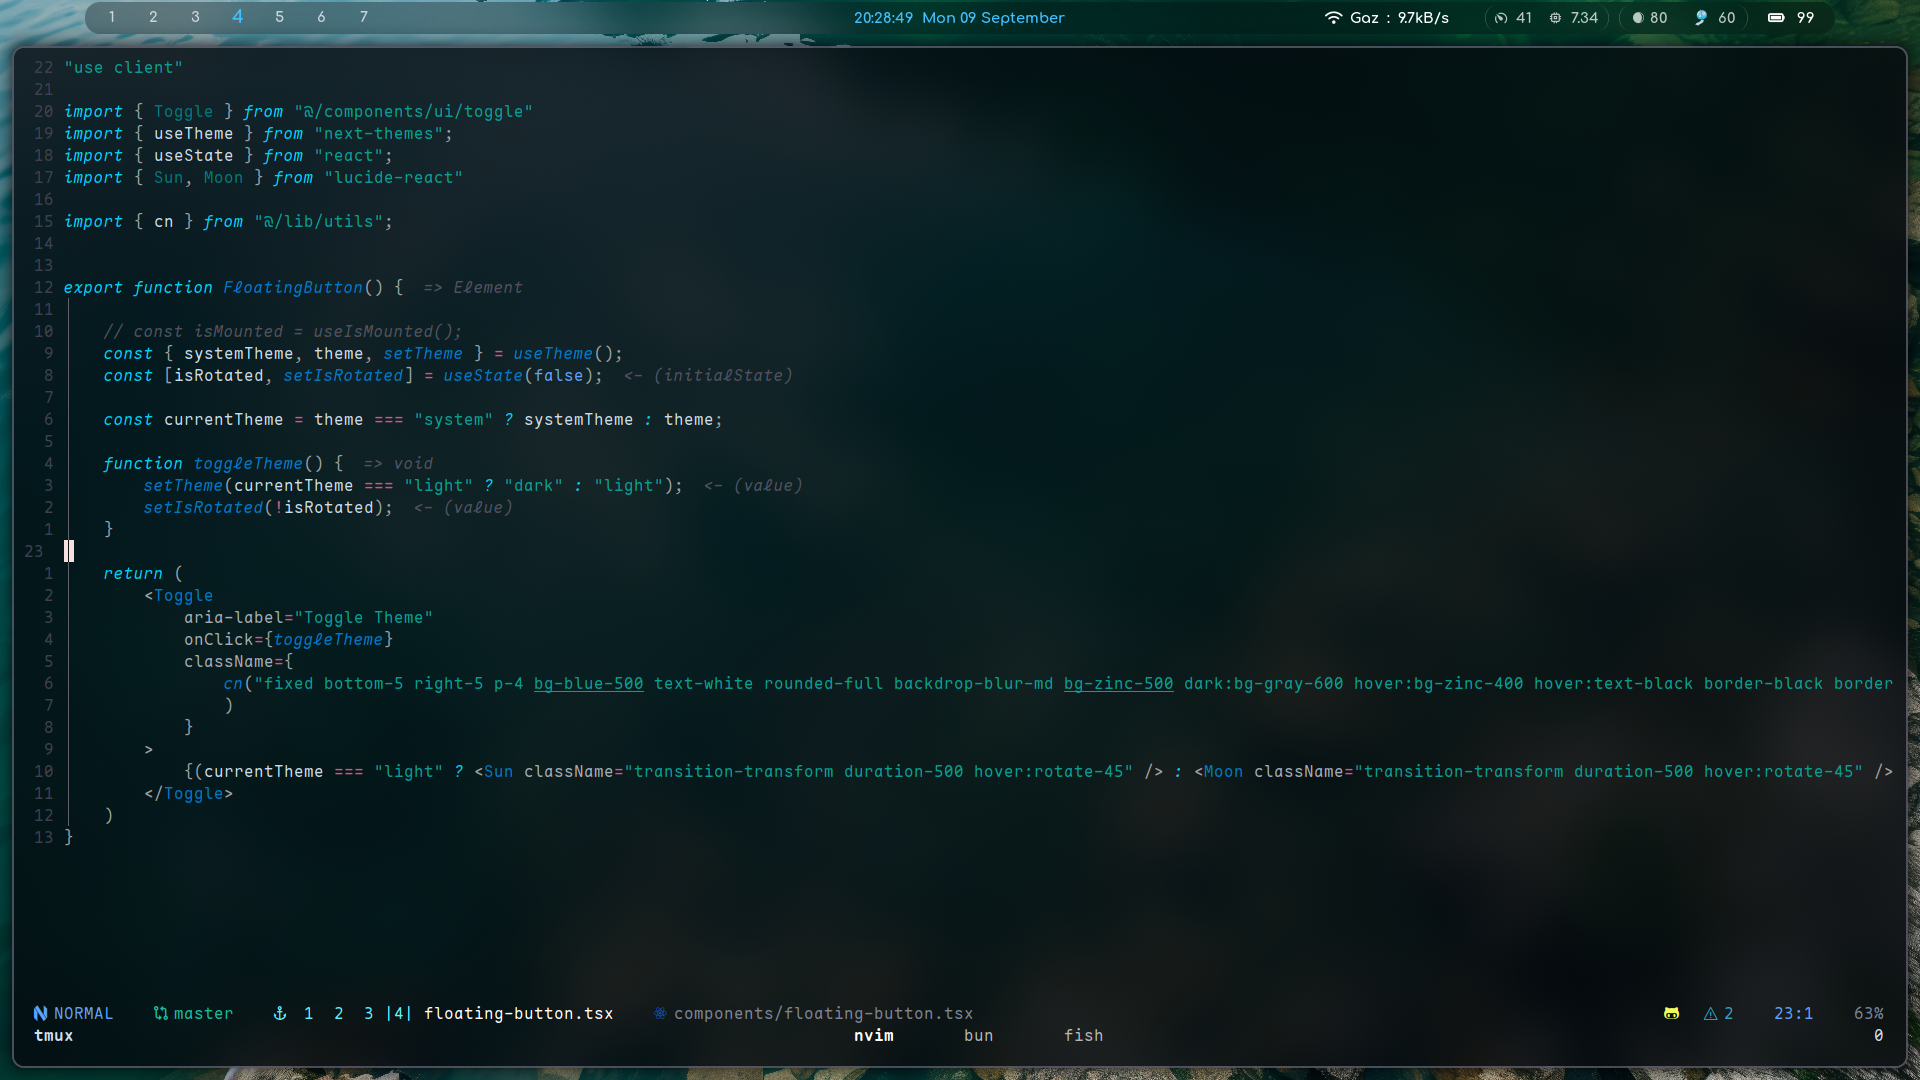 1 2 3 4 5 6 7 20:28:49 Mon 09 September Gaz : 9.7kB/s 41 7.34 80 60 99
22 "use client"
21
20 import { Toggle } from "@/components/ui/toggle"
19 import { useTheme } from "next-themes";
18 import { useState } from "react";
17 import { Sun, Moon } from "lucide-react"
16
15 import { cn } from "@/lib/utils";
14
13
12 export function FloatingButton() { => Element
11
10 // const isMounted = useIsMounted();
9 const { systemTheme, theme, setTheme } = useTheme();
8 const [isRotated, setIsRotated] = useState(false); <- (initialState)
7
6 const currentTheme = theme === "system" ? systemTheme : theme;
5
4 function toggleTheme() { => void
3 setTheme(currentTheme === "light" ? "dark" : "light"); <- (value)
2 setIsRotated(!isRotated); <- (value)
1 }
23
1 return (
2 <Toggle
3 aria-label="Toggle Theme"
4 onClick={toggleTheme}
5 className={
6 cn("fixed bottom-5 right-5 p-4 bg-blue-500 text-white rounded-full backdrop-blur-md bg-zinc-500 dark:bg-gray-600 hover:bg-zinc-400 hover:text-black border-black border
7 )
8 }
9 >
10 {(currentTheme === "light" ? <Sun className="transition-transform duration-500 hover:rotate-45" /> : <Moon className="transition-transform duration-500 hover:rotate-45" />
11 </Toggle>
12 )
13 }
NORMAL master 1 2 3 |4| floating-button.tsx components/floating-button.tsx 2 23:1 63%
tmux nvim bun fish 0